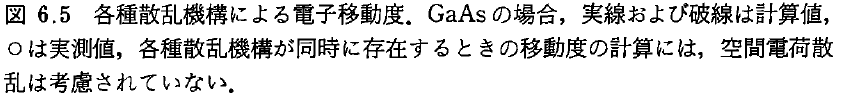 図 6.5 各種散乱機構による電子移動度．GaAs の場合，実線および破線は計算値，
○は実測値，各種散乱機構が同時に存在するときの移動度の計算には，空間電荷散
乱は考慮されていない．